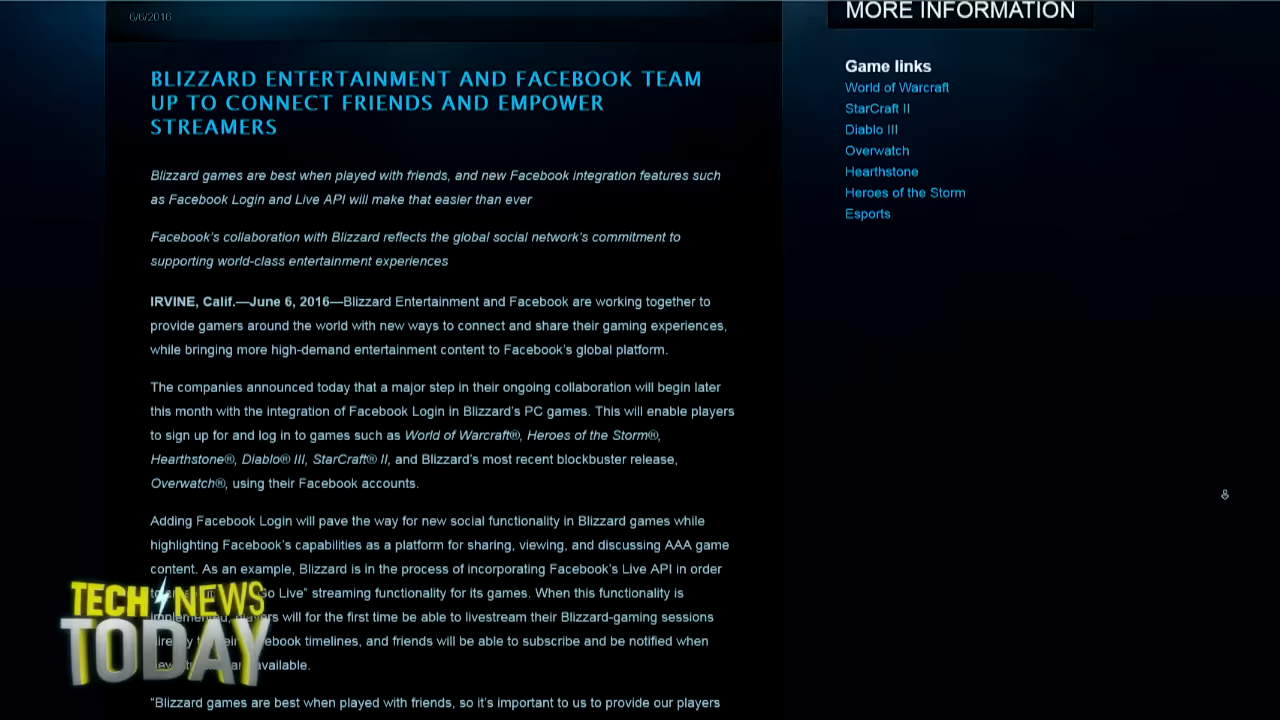 6/6/2016
BLIZZARD ENTERTAINMENT AND FACEBOOK TEAM
UP TO CONNECT FRIENDS AND EMPOWER
STREAMERS
Blizzard games are best when played with friends, and new Facebook integration features such
as Facebook Login and Live API will make that easier than ever
Facebook's collaboration with Blizzard reflects the global social network's commitment to
supporting world-class entertainment experiences
IRVINE, Calif.—June 6, 2016—Blizzard Entertainment and Facebook are working together to
provide gamers around the world with new ways to connect and share their gaming experiences,
while bringing more high-demand entertainment content to Facebook's global platform.
The companies announced today that a major step in their ongoing collaboration will begin later
this month with the integration of Facebook Login in Blizzard's PC games. This will enable players
to sign up for and log in to games such as World of Warcraft®, Heroes of the Storm®,
Hearthstone®, Diablo® III, StarCraft® II, and Blizzard's most recent blockbuster release,
Overwatch®, using their Facebook accounts.
Adding Facebook Login will pave the way for new social functionality in Blizzard games while
highlighting Facebook's capabilities as a platform for sharing, viewing, and discussing AAA game
content. As an example, Blizzard is in the process of incorporating Facebook's Live API in order
to Go Live" streaming functionality for its games. When this functionality is
implemented, players will for the first time be able to livestream their Blizzard-gaming sessions
directly to their Facebook timelines, and friends will be able to subscribe and be notified when
available.
"Blizzard games are best when played with friends, so it's important to us to provide our players
MORE INFORMATION
Game links
World of Warcraft
StarCraft II
Diablo III
Overwatch
Hearthstone
Heroes of the Storm
Esports
TECH NEWS
TODAY